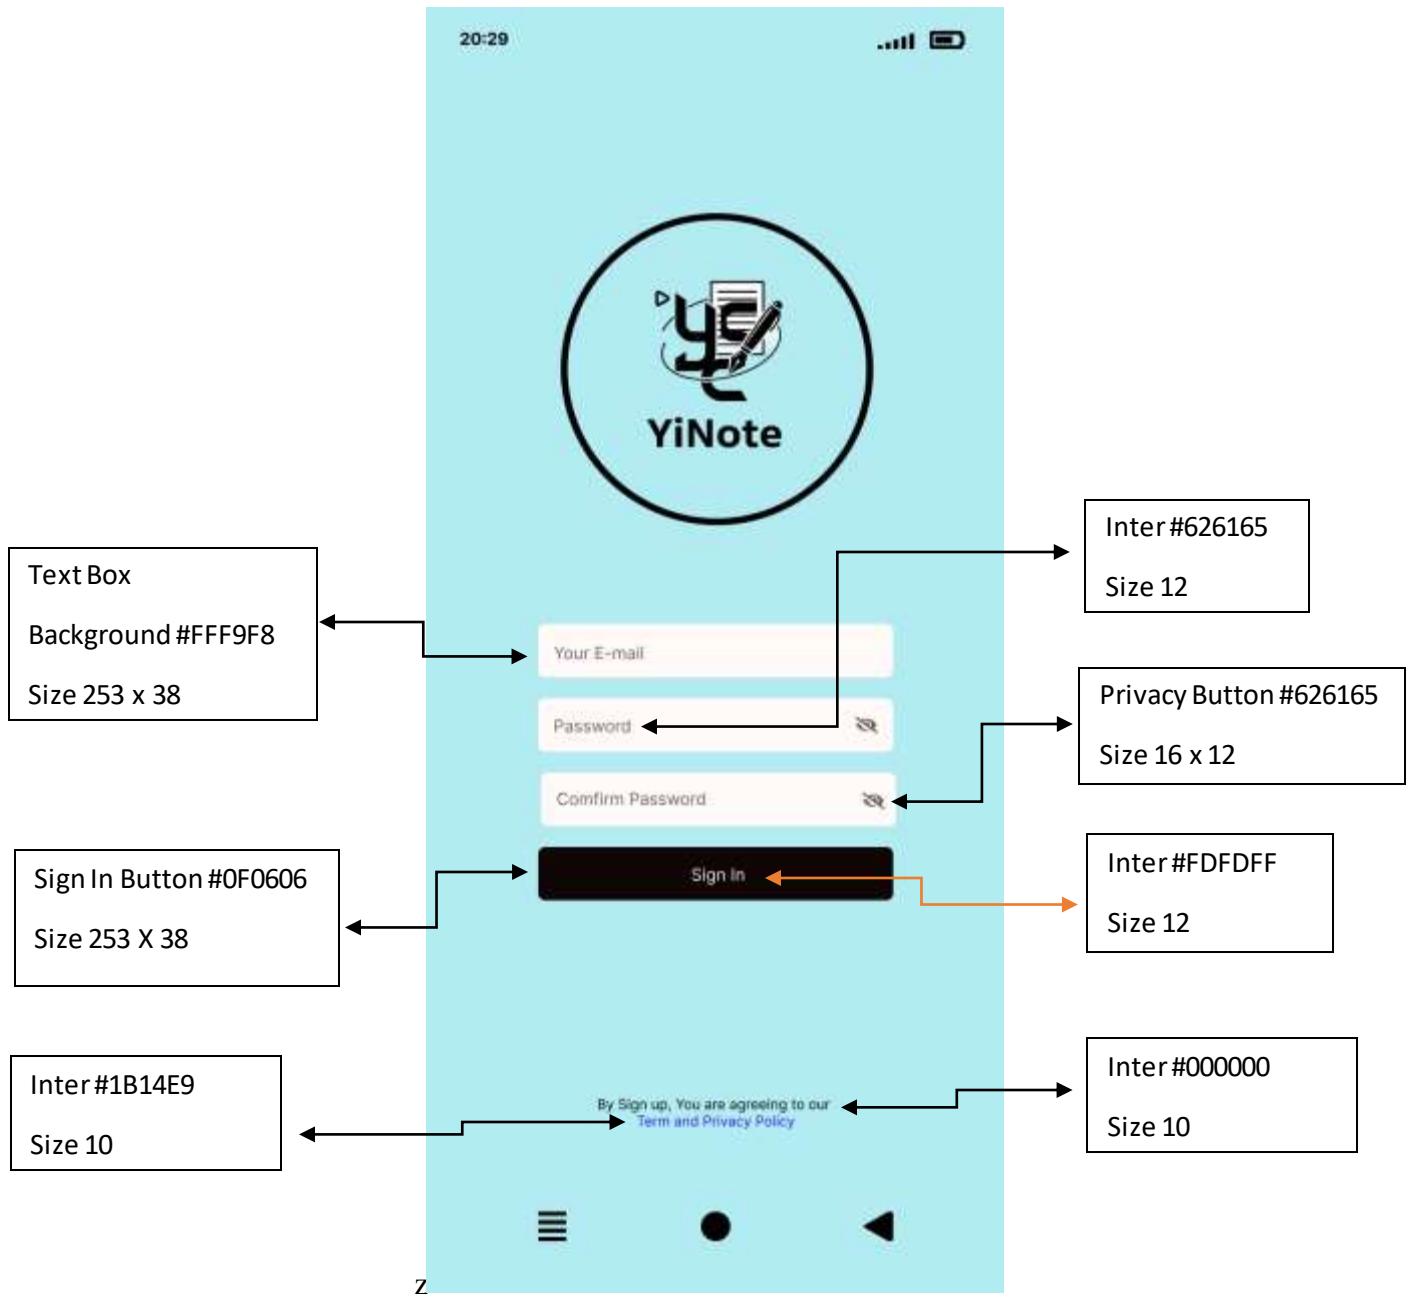 20:29
YiNote
Inter #626165
Size 12
Text Box
Background #FFF9F8
Size 253 x 38
Your E-mail
Privacy Button #626165
Size 16 x 12
Password
Comfirm Password
Inter #FDFDFF
Size 12
Sign In Button #0F0606
Size 253 X 38
Sign In
Inter #000000
Size 10
Inter #1B14E9
Size 10
By Sign up, You are agreeing to our
Term and Privacy Policy
z